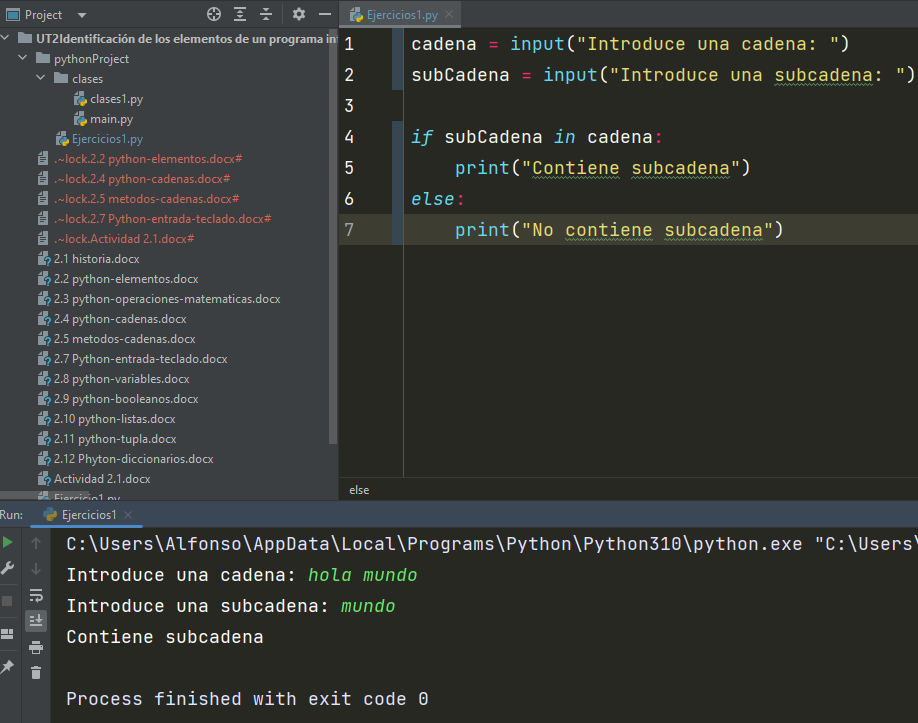 Project
UT2Identificación de los elementos de un programa in
pythonProject
clases
clases1.py
main.py
Ejercicios1.py
.~lock.2.2 python-elementos.docx#
.~lock.2.4 python-cadenas.docx#
.~lock.2.5 metodos-cadenas.docx#
.~lock.2.7 Python-entrada-teclado.docx#
.~lock.Actividad 2.1.docx#
2.1 historia.docx
2.2 python-elementos.docx
2.3 python-operaciones-matematicas.docx
2.4 python-cadenas.docx
2.5 metodos-cadenas.docx
2.7 Python-entrada-teclado.docx
2.8 python-variables.docx
2.9 python-booleanos.docx
2.10 python-listas.docx
2.11 python-tupla.docx
2.12 Phyton-diccionarios.docx
Actividad 2.1.docx
Ejercicio1.py
Ejercicios1.py
1 cadena = input("Introduce una cadena: ")
2 subCadena = input("Introduce una subcadena: ")
3
4 if subCadena in cadena:
5 print("Contiene subcadena")
6 else:
7 print("No contiene subcadena")
else
Run: Ejercicios1
C:\Users\Alfonso\AppData\Local\Programs\Python\Python310\python.exe "C:\Users\
Introduce una cadena: hola mundo
Introduce una subcadena: mundo
Contiene subcadena
Process finished with exit code 0